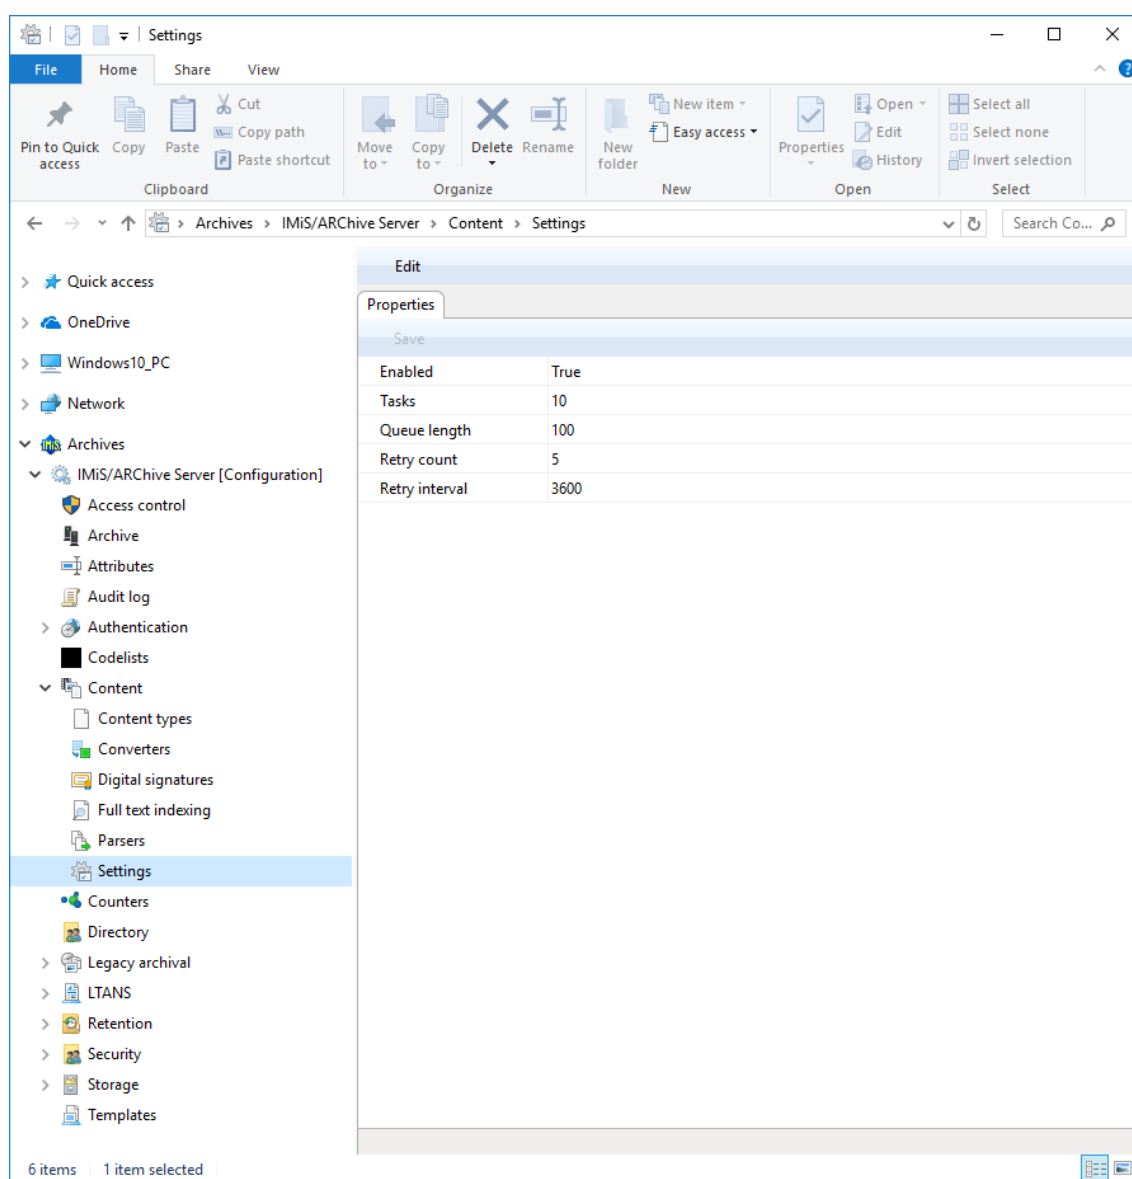 Settings
File Home Share View
Pin to Quick access
Copy
Paste
Cut
Copy path
Paste shortcut
Clipboard
Move to
Copy to
Delete
Rename
Organize
New folder
New item
Easy access
New
Properties
Open
Edit
History
Open
Select all
Select none
Invert selection
Select
Archives > IMiS/ARChive Server > Content > Settings
Search Co...
Quick access
OneDrive
Windows10_PC
Network
Archives
IMiS/ARChive Server [Configuration]
Access control
Archive
Attributes
Audit log
Authentication
Codelists
Content
Content types
Converters
Digital signatures
Full text indexing
Parsers
Settings
Counters
Directory
Legacy archival
LTANS
Retention
Security
Storage
Templates
Edit
Properties
Save
Enabled True
Tasks 10
Queue length 100
Retry count 5
Retry interval 3600
6 items 1 item selected